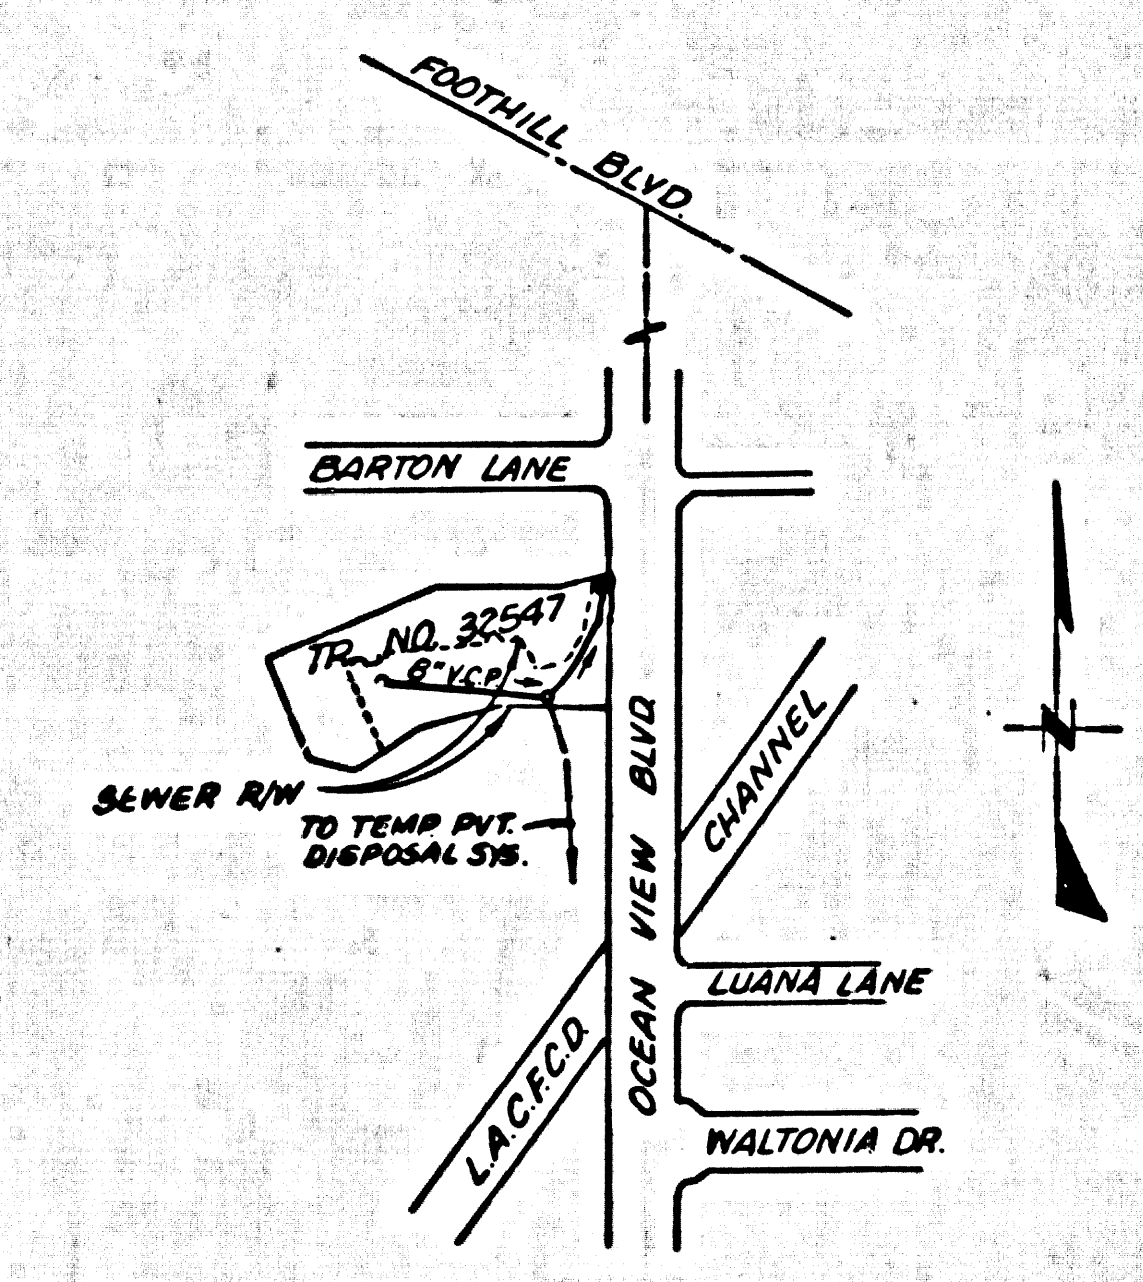 FOOTHILL BLVD.
BARTON LANE
TR. NO. 32547
8" V.C.P.
SEWER R/W
TO TEMP. PVT.
DISPOSAL SYS.
OCEAN VIEW BLVD.
CHANNEL
N
LUANA LANE
L.A.C.F.C.D.
WALTONIA DR.